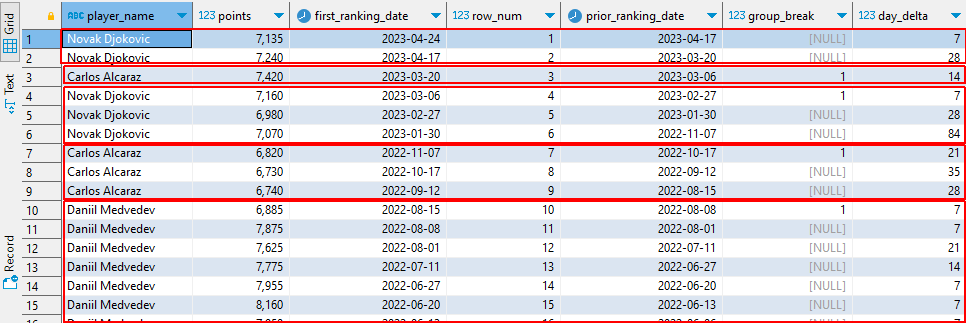 Grid
Text
Record
ABC player_name 123 points first_ranking_date 123 row_num prior_ranking_date 123 group_break 123 day_delta
1 Novak Djokovic 7,135 2023-04-24 1 2023-04-17 [NULL] 7
2 Novak Djokovic 7,240 2023-04-17 2 2023-03-20 [NULL] 28
3 Carlos Alcaraz 7,420 2023-03-20 3 2023-03-06 1 14
4 Novak Djokovic 7,160 2023-03-06 4 2023-02-27 1 7
5 Novak Djokovic 6,980 2023-02-27 5 2023-01-30 [NULL] 28
6 Novak Djokovic 7,070 2023-01-30 6 2022-11-07 [NULL] 84
7 Carlos Alcaraz 6,820 2022-11-07 7 2022-10-17 1 21
8 Carlos Alcaraz 6,730 2022-10-17 8 2022-09-12 [NULL] 35
9 Carlos Alcaraz 6,740 2022-09-12 9 2022-08-15 [NULL] 28
10 Daniil Medvedev 6,885 2022-08-15 10 2022-08-08 1 7
11 Daniil Medvedev 7,875 2022-08-08 11 2022-08-01 [NULL] 7
12 Daniil Medvedev 7,625 2022-08-01 12 2022-07-11 [NULL] 21
13 Daniil Medvedev 7,775 2022-07-11 13 2022-06-27 [NULL] 14
14 Daniil Medvedev 7,955 2022-06-27 14 2022-06-20 [NULL] 7
15 Daniil Medvedev 8,160 2022-06-20 15 2022-06-13 [NULL] 7
16 Daniil Medvedev